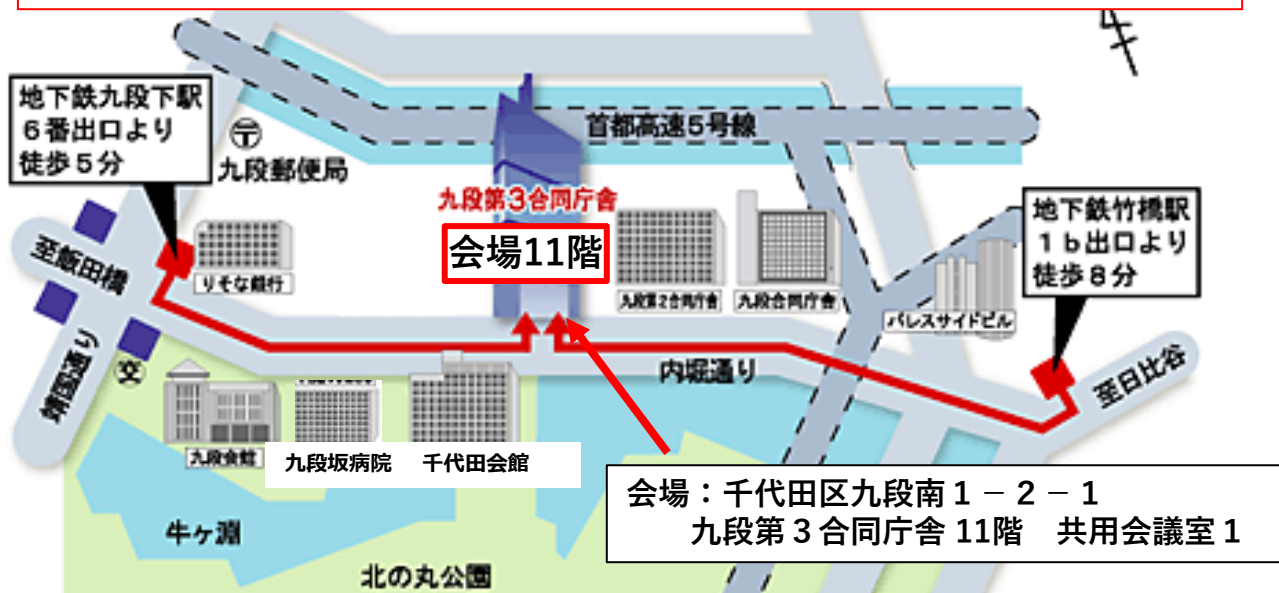 地下鉄九段下駅
６番出口より
徒歩５分
〒
九段郵便局
首都高速５号線
九段第３合同庁舎
会場11階
地下鉄竹橋駅
１ｂ出口より
徒歩８分
至飯田橋
りそな銀行
九段第２合同庁舎
九段合同庁舎
パレスサイドビル
靖国通り
交
内堀通り
至日比谷
九段会館
九段坂病院
千代田会館
会場：千代田区九段南１－２－１
九段第３合同庁舎 11階　共用会議室１
牛ヶ淵
北の丸公園